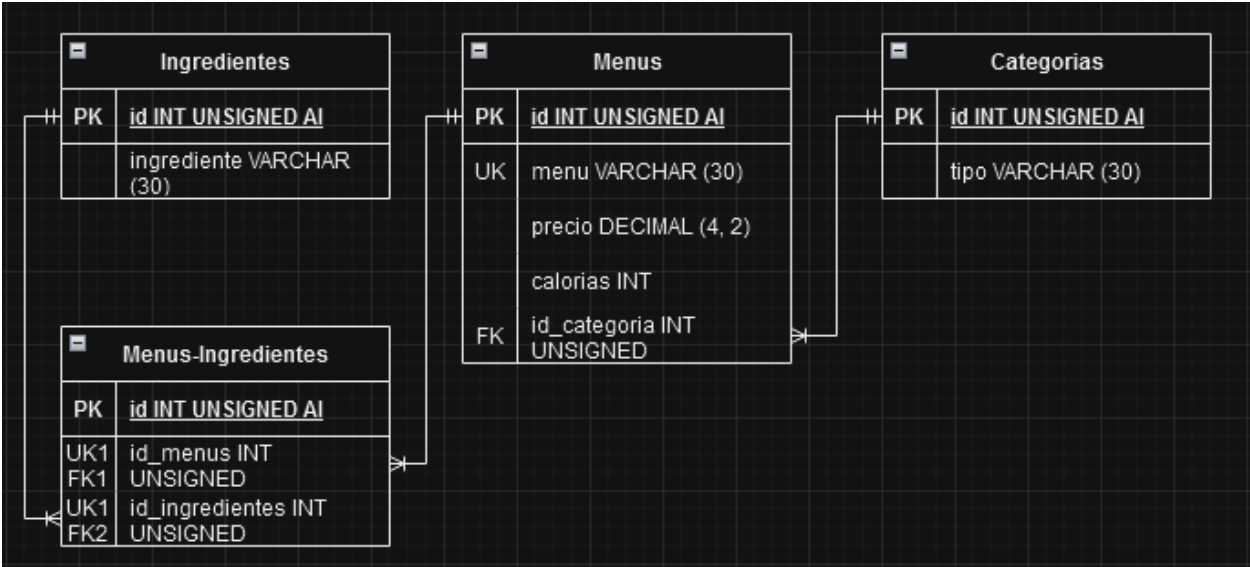 Ingredientes
PK id INT UNSIGNED AI
ingrediente VARCHAR
(30)
Menus
PK id INT UNSIGNED AI
UK menu VARCHAR (30)
precio DECIMAL (4, 2)
calorias INT
FK id_categoria INT
UNSIGNED
Categorias
PK id INT UNSIGNED AI
tipo VARCHAR (30)
Menus-Ingredientes
PK id INT UNSIGNED AI
UK1 id_menus INT
FK1 UNSIGNED
UK1 id_ingredientes INT
FK2 UNSIGNED